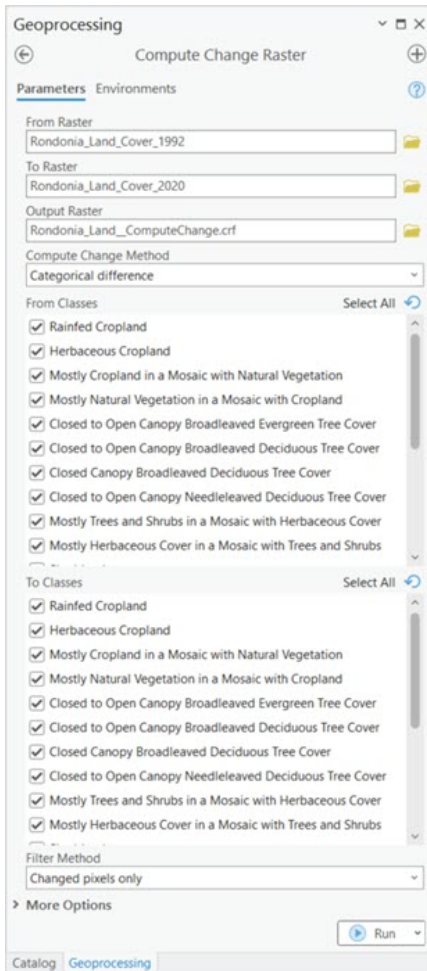 Geoprocessing
Compute Change Raster
Parameters Environments
From Raster
Rondonia_Land_Cover_1992
To Raster
Rondonia_Land_Cover_2020
Output Raster
Rondonia_Land__ComputeChange.crf
Compute Change Method
Categorical difference
From Classes Select All
Rainfed Cropland
Herbaceous Cropland
Mostly Cropland in a Mosaic with Natural Vegetation
Mostly Natural Vegetation in a Mosaic with Cropland
Closed to Open Canopy Broadleaved Evergreen Tree Cover
Closed to Open Canopy Broadleaved Deciduous Tree Cover
Closed Canopy Broadleaved Deciduous Tree Cover
Closed to Open Canopy Needleleaved Deciduous Tree Cover
Mostly Trees and Shrubs in a Mosaic with Herbaceous Cover
Mostly Herbaceous Cover in a Mosaic with Trees and Shrubs
To Classes Select All
Rainfed Cropland
Herbaceous Cropland
Mostly Cropland in a Mosaic with Natural Vegetation
Mostly Natural Vegetation in a Mosaic with Cropland
Closed to Open Canopy Broadleaved Evergreen Tree Cover
Closed to Open Canopy Broadleaved Deciduous Tree Cover
Closed Canopy Broadleaved Deciduous Tree Cover
Closed to Open Canopy Needleleaved Deciduous Tree Cover
Mostly Trees and Shrubs in a Mosaic with Herbaceous Cover
Mostly Herbaceous Cover in a Mosaic with Trees and Shrubs
Filter Method
Changed pixels only
More Options
Run
Catalog Geoprocessing